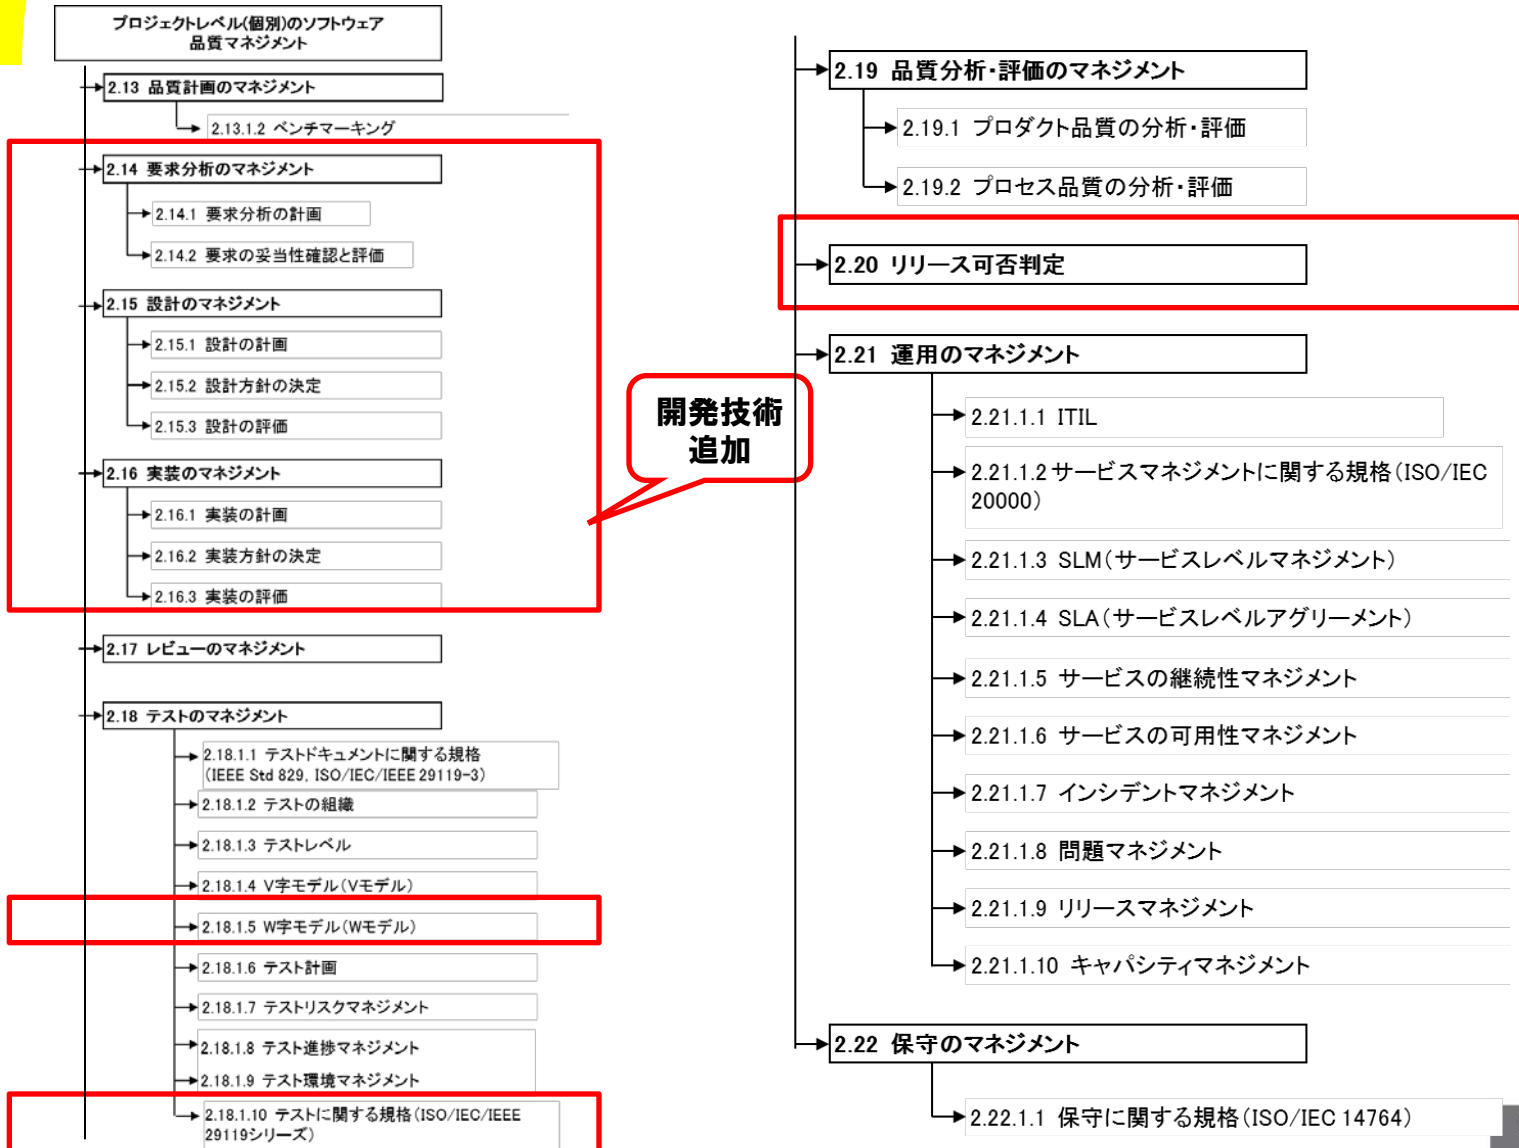 プロジェクトレベル(個別)のソフトウェア
品質マネジメント
2.13 品質計画のマネジメント
2.13.1.2 ベンチマーキング
2.14 要求分析のマネジメント
2.14.1 要求分析の計画
2.14.2 要求の妥当性確認と評価
2.15 設計のマネジメント
2.15.1 設計の計画
2.15.2 設計方針の決定
2.15.3 設計の評価
2.16 実装のマネジメント
2.16.1 実装の計画
2.16.2 実装方針の決定
2.16.3 実装の評価
2.17 レビューのマネジメント
2.18 テストのマネジメント
2.18.1.1 テストドキュメントに関する規格
(IEEE Std 829, ISO/IEC/IEEE 29119-3)
2.18.1.2 テストの組織
2.18.1.3 テストレベル
2.18.1.4 V字モデル(Vモデル)
2.18.1.5 W字モデル(Wモデル)
2.18.1.6 テスト計画
2.18.1.7 テストリスクマネジメント
2.18.1.8 テスト進捗マネジメント
2.18.1.9 テスト環境マネジメント
2.18.1.10 テストに関する規格(ISO/IEC/IEEE
29119シリーズ)
開発技術
追加
2.19 品質分析・評価のマネジメント
2.19.1 プロダクト品質の分析・評価
2.19.2 プロセス品質の分析・評価
2.20 リリース可否判定
2.21 運用のマネジメント
2.21.1.1 ITIL
2.21.1.2 サービスマネジメントに関する規格(ISO/IEC
20000)
2.21.1.3 SLM(サービスレベルマネジメント)
2.21.1.4 SLA(サービスレベルアグリーメント)
2.21.1.5 サービスの継続性マネジメント
2.21.1.6 サービスの可用性マネジメント
2.21.1.7 インシデントマネジメント
2.21.1.8 問題マネジメント
2.21.1.9 リリースマネジメント
2.21.1.10 キャパシティマネジメント
2.22 保守のマネジメント
2.22.1.1 保守に関する規格(ISO/IEC 14764)